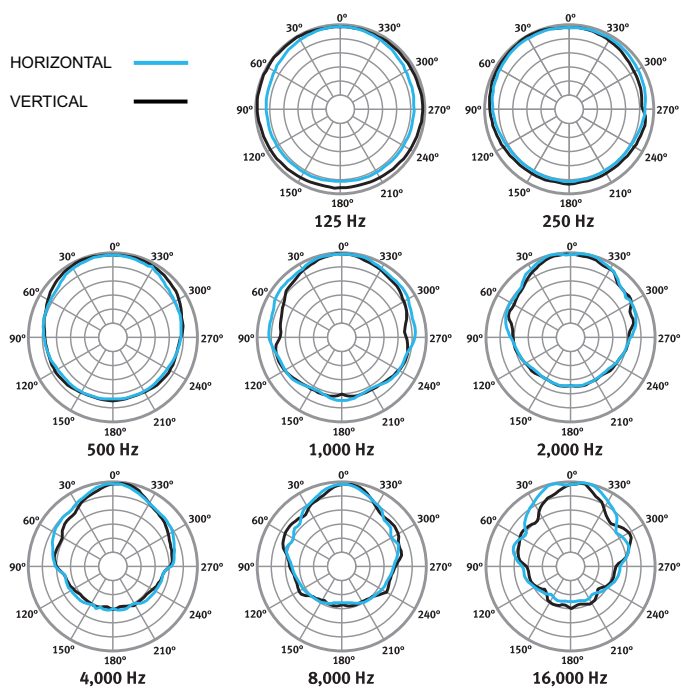 HORIZONTAL
VERTICAL
0º
30º
330º
60º
300º
90º
270º
120º
240º
150º
210º
180º
125 Hz
0º
30º
330º
60º
300º
90º
270º
120º
240º
150º
210º
180º
250 Hz
0º
30º
330º
60º
300º
90º
270º
120º
240º
150º
210º
180º
500 Hz
0º
30º
330º
60º
300º
90º
270º
120º
240º
150º
210º
180º
1,000 Hz
0º
30º
330º
60º
300º
90º
270º
120º
240º
150º
210º
180º
2,000 Hz
0º
30º
330º
60º
300º
90º
270º
120º
240º
150º
210º
180º
4,000 Hz
0º
30º
330º
60º
300º
90º
270º
120º
240º
150º
210º
180º
8,000 Hz
0º
30º
330º
60º
300º
90º
270º
120º
240º
150º
210º
180º
16,000 Hz